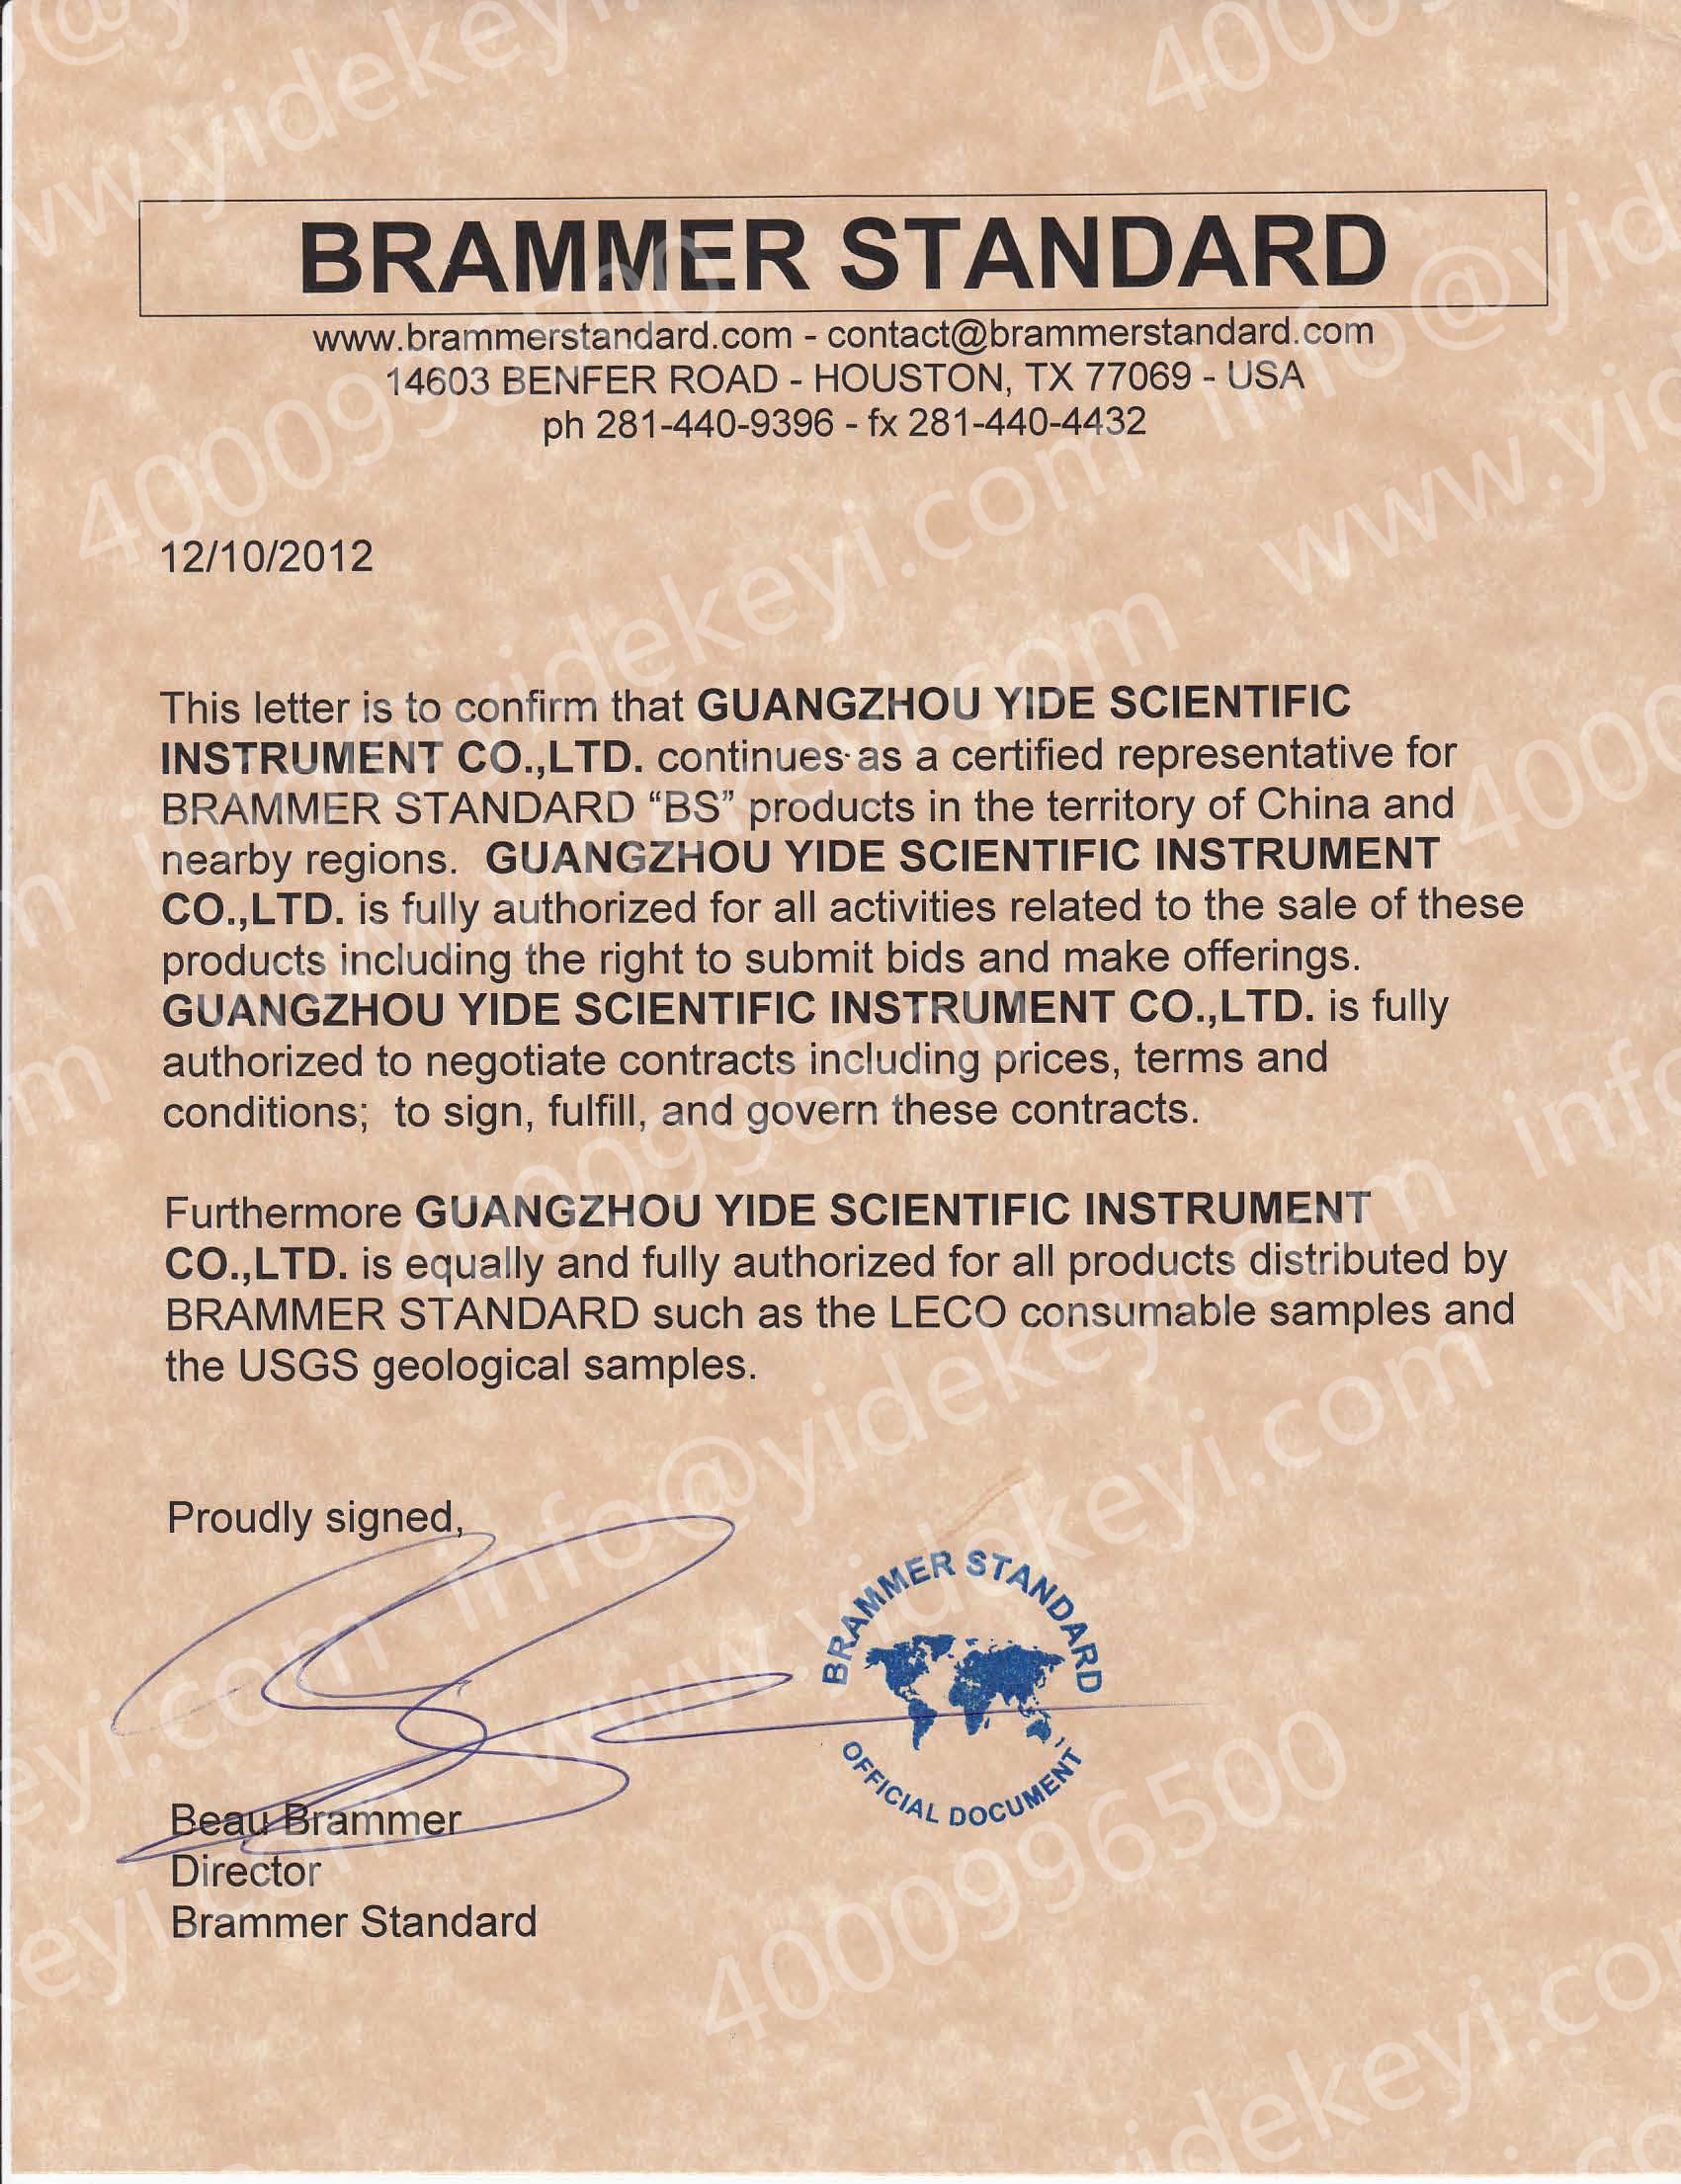 BRAMMER STANDARD
www.brammerstandard.com - contact@brammerstandard.com
14603 BENFER ROAD - HOUSTON, TX 77069 - USA
ph 281-440-9396 - fx 281-440-4432
12/10/2012
This letter is to confirm that GUANGZHOU YIDE SCIENTIFIC
INSTRUMENT CO.,LTD. continues as a certified representative for
BRAMMER STANDARD “BS” products in the territory of China and
nearby regions.  GUANGZHOU YIDE SCIENTIFIC INSTRUMENT
CO.,LTD. is fully authorized for all activities related to the sale of these
products including the right to submit bids and make offerings.
GUANGZHOU YIDE SCIENTIFIC INSTRUMENT CO.,LTD. is fully
authorized to negotiate contracts including prices, terms and
conditions;  to sign, fulfill, and govern these contracts.
Furthermore GUANGZHOU YIDE SCIENTIFIC INSTRUMENT
CO.,LTD. is equally and fully authorized for all products distributed by
BRAMMER STANDARD such as the LECO consumable samples and
the USGS geological samples.
Proudly signed,
BRAMMER STANDARD
OFFICIAL DOCUMENT
Beau Brammer
Director
Brammer Standard
info@yidekeyi.com
www.yidekeyi.com
4000996500